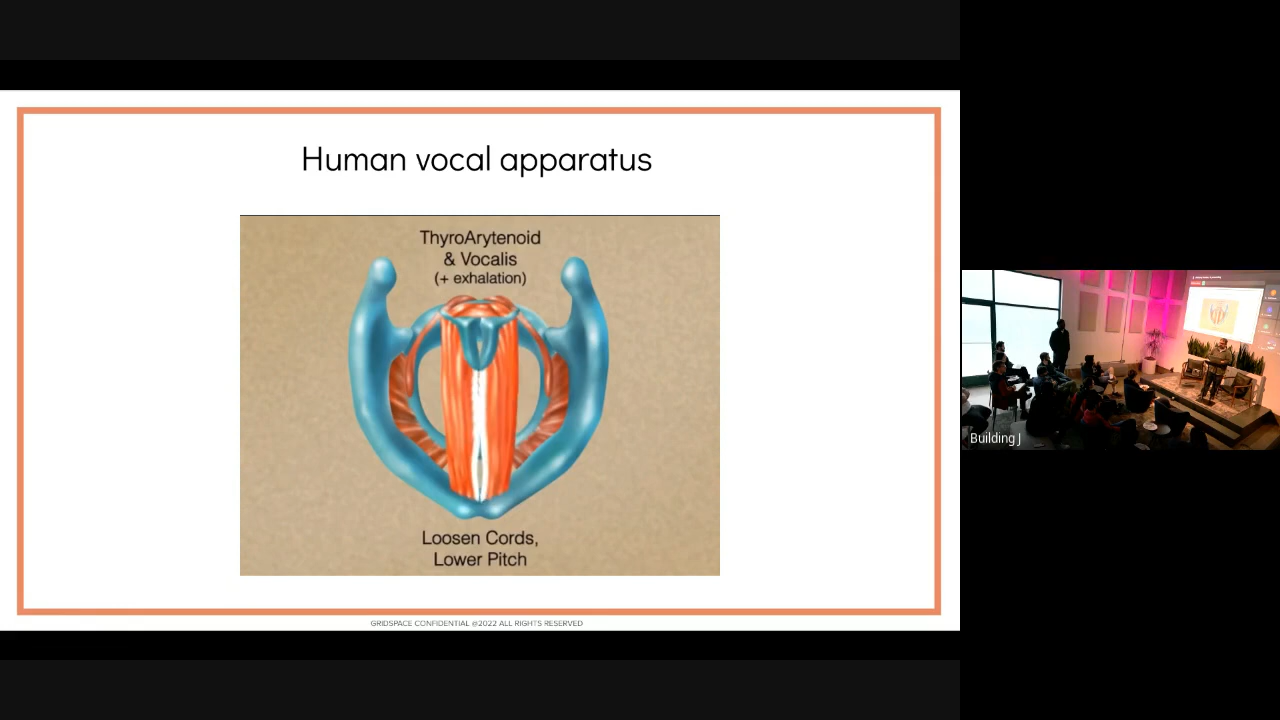 Human vocal apparatus
ThyroArytenoid
& Vocalis
(+ exhalation)
Loosen Cords,
Lower Pitch
GRIDSPACE CONFIDENTIAL @2022 ALL RIGHTS RESERVED
Building J